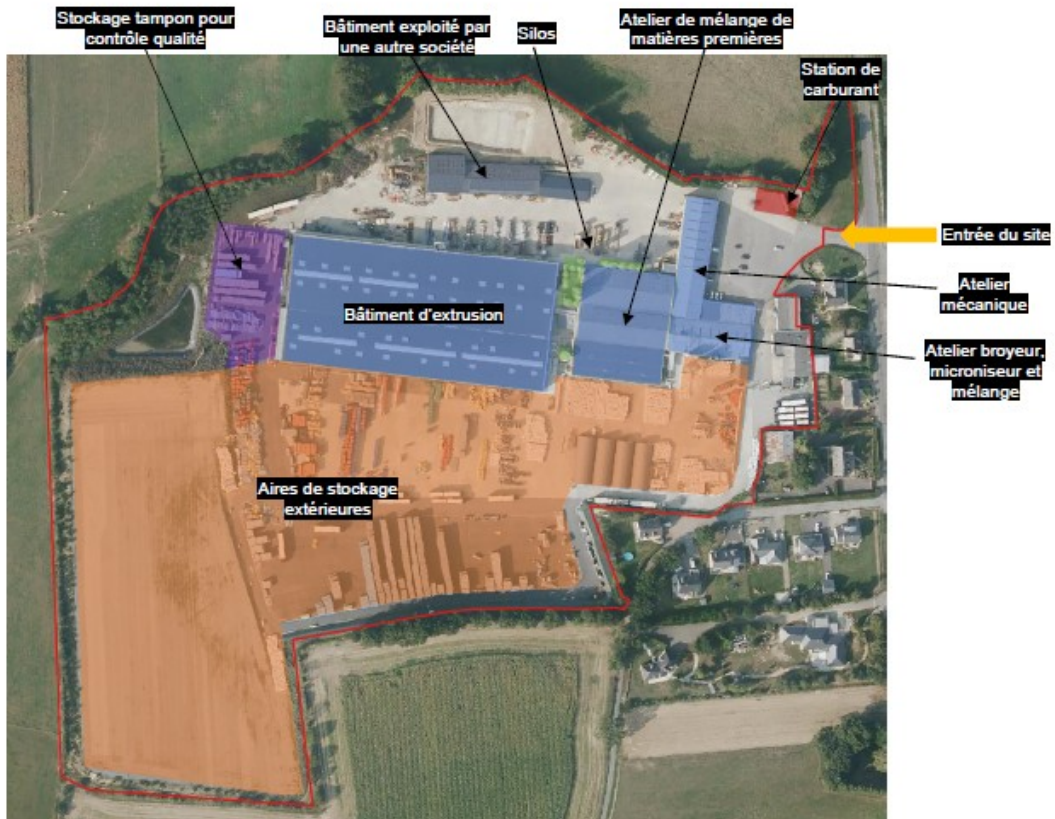 Stockage tampon pour
contrôle qualité
Bâtiment exploité par
une autre société
Silos
Atelier de mélange de
matières premières
Station de
carburant
Entrée du site
Atelier
mécanique
Bâtiment d'extrusion
Atelier broyeur,
microniseur et
mélange
Aires de stockage
extérieures